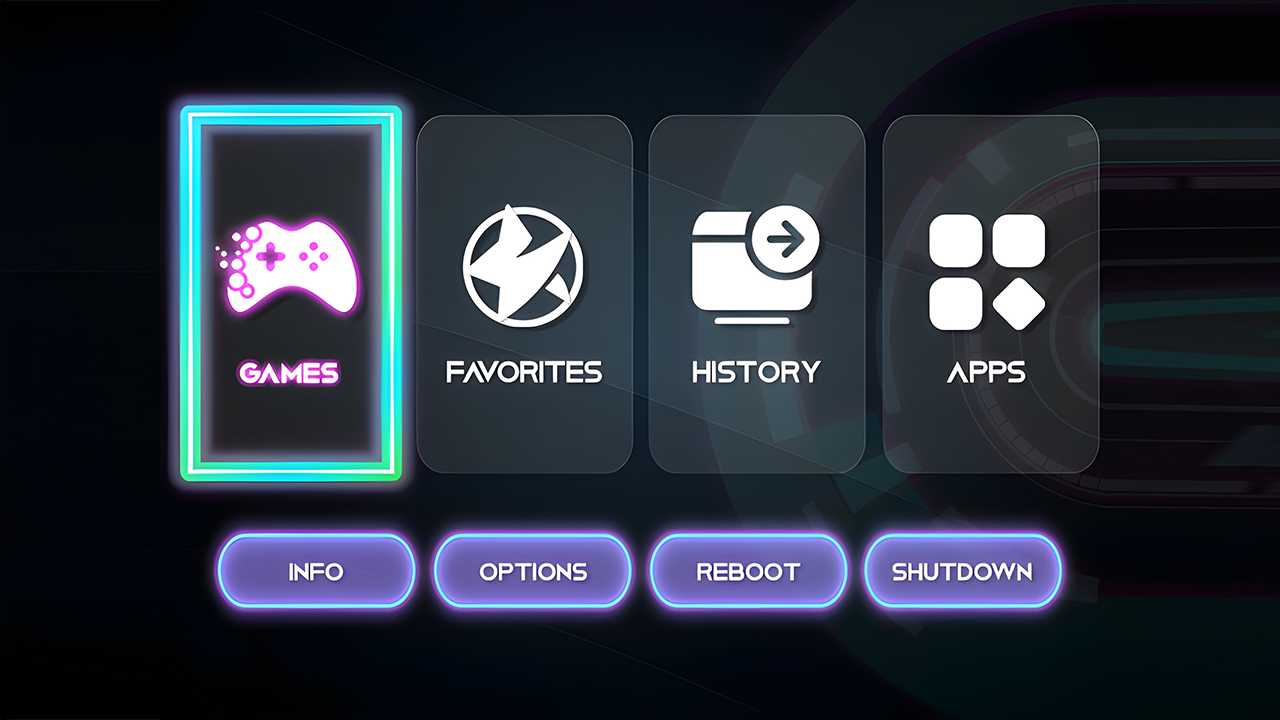 GAMES
FAVORITES
HISTORY
APPS
INFO
OPTIONS
REBOOT
SHUTDOWN